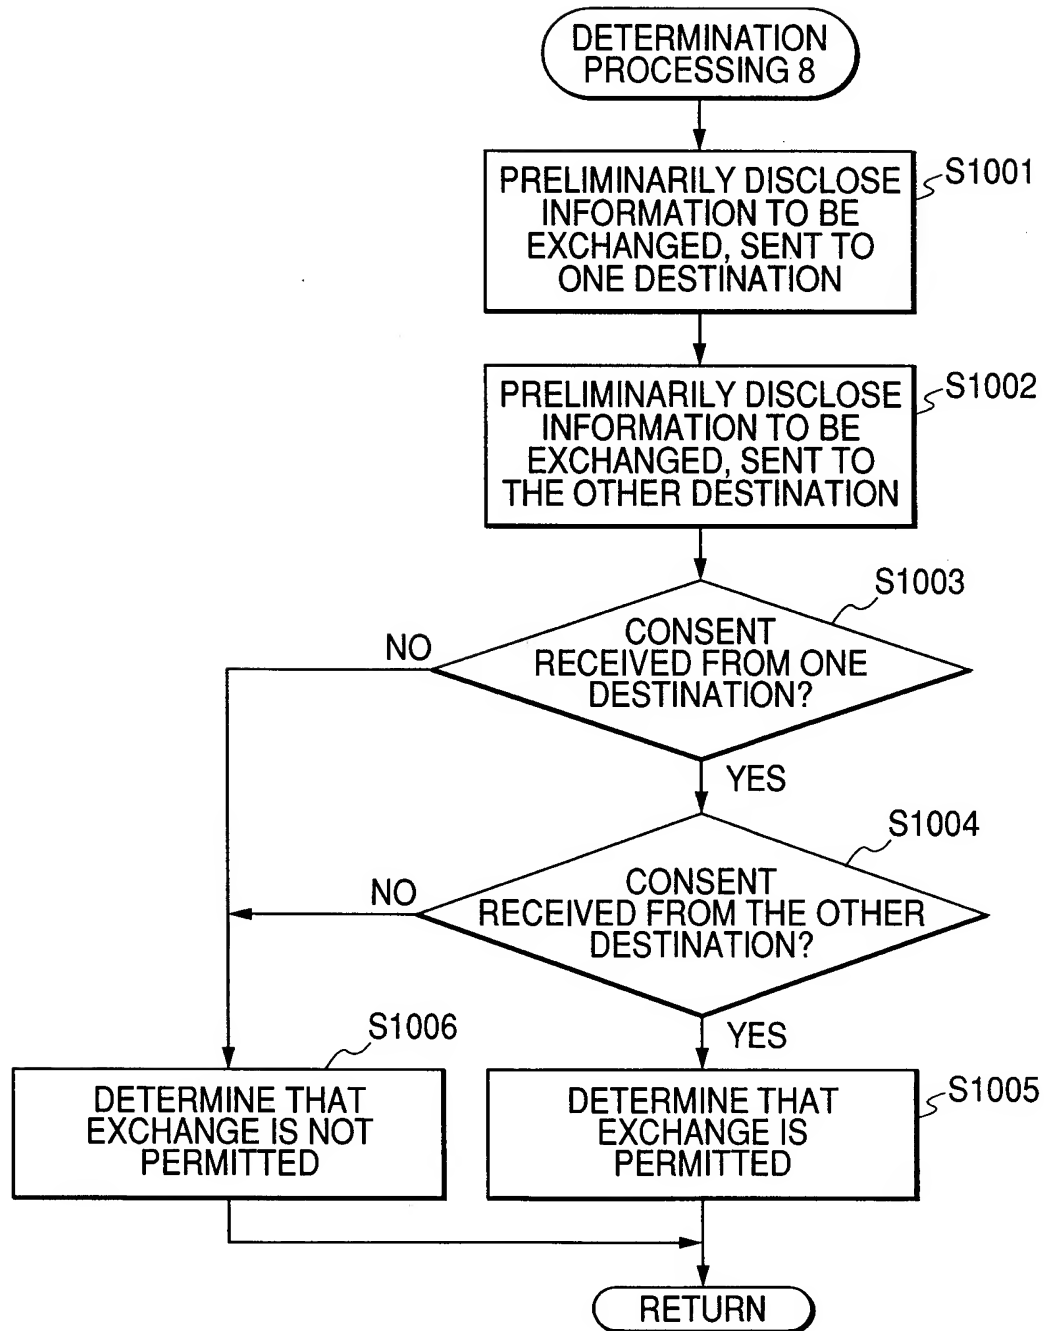 DETERMINATION
PROCESSING 8
PRELIMINARILY DISCLOSE
INFORMATION TO BE
EXCHANGED, SENT TO
ONE DESTINATION
S1001
PRELIMINARILY DISCLOSE
INFORMATION TO BE
EXCHANGED, SENT TO
THE OTHER DESTINATION
S1002
S1003
CONSENT
RECEIVED FROM ONE
DESTINATION?
NO
YES
S1004
CONSENT
RECEIVED FROM THE OTHER
DESTINATION?
NO
YES
S1006
DETERMINE THAT
EXCHANGE IS NOT
PERMITTED
DETERMINE THAT
EXCHANGE IS
PERMITTED
S1005
RETURN